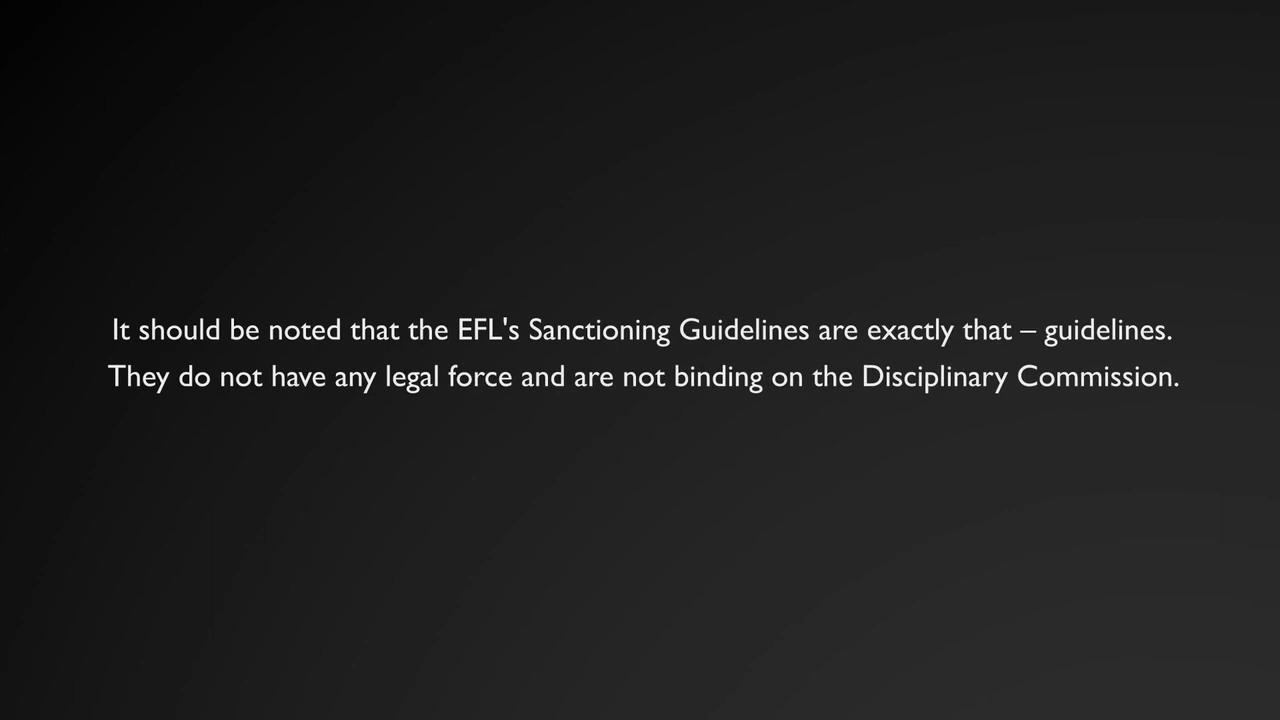 It should be noted that the EFL's Sanctioning Guidelines are exactly that – guidelines.
They do not have any legal force and are not binding on the Disciplinary Commission.